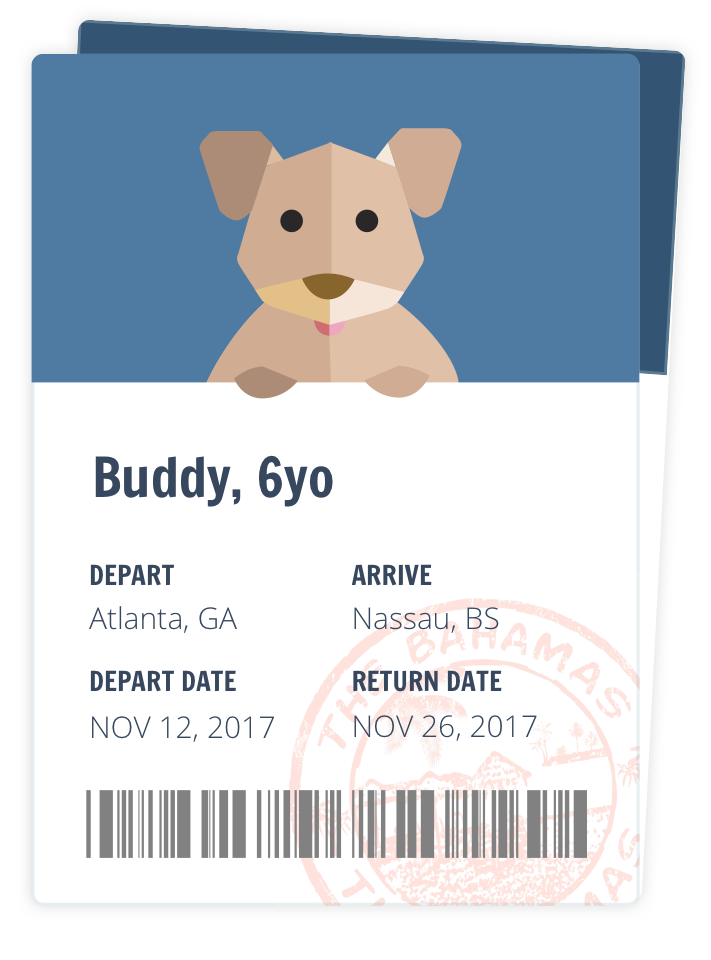 Buddy, 6yo
DEPART
Atlanta, GA
ARRIVE
Nassau, BS
DEPART DATE
NOV 12, 2017
RETURN DATE
NOV 26, 2017
THE BAHAMAS